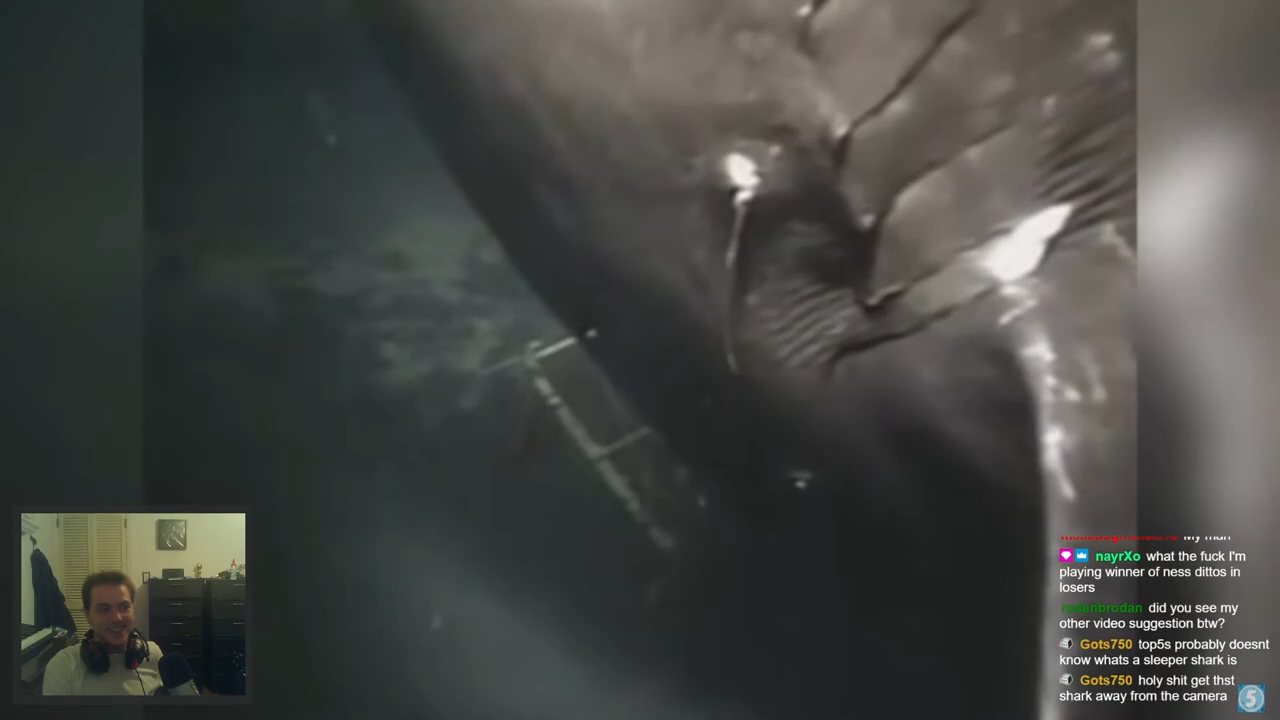 My man
nayrXo what the fuck I'm
playing winner of ness dittos in
losers
did you see my
other video suggestion btw?
Gots750 top5s probably doesnt
know whats a sleeper shark is
Gots750 holy shit get thst
shark away from the camera
5